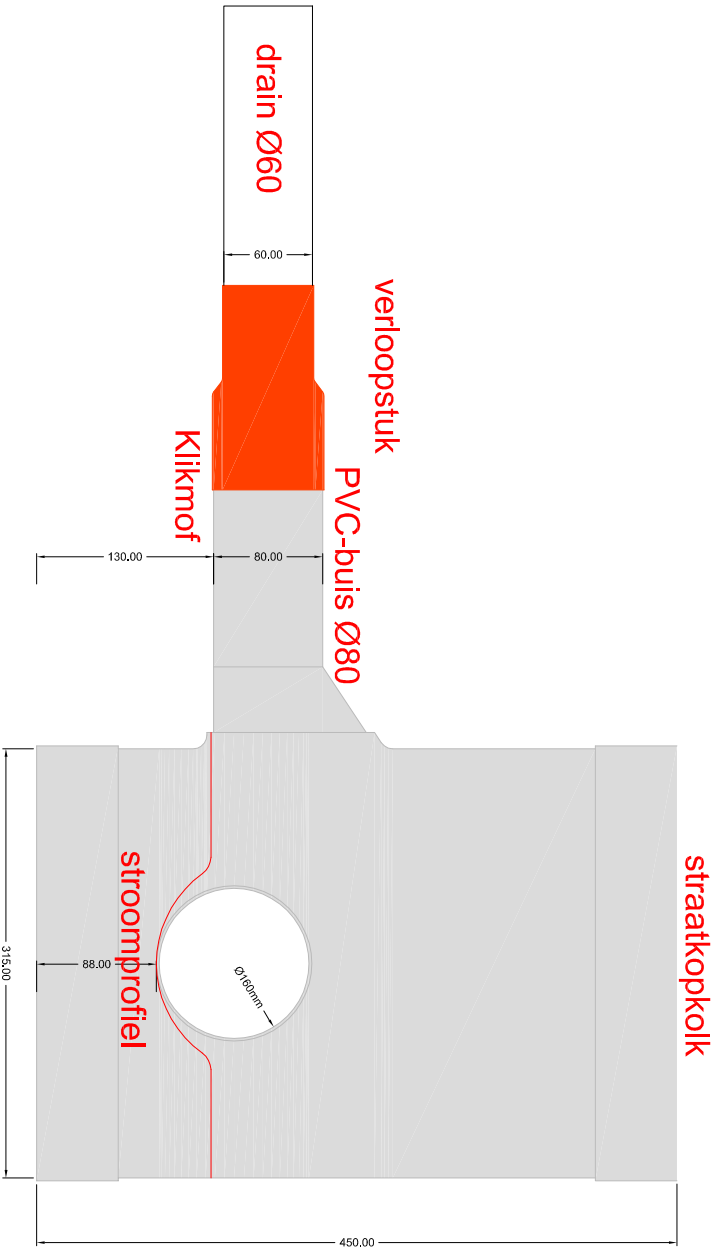 drain Ø60
60.00
verloopstuk
Klikmof
PVC-buis Ø80
130.00
80.00
straatkopkolk
stroomprofiel
88.00
Ø160mm
315.00
450.00